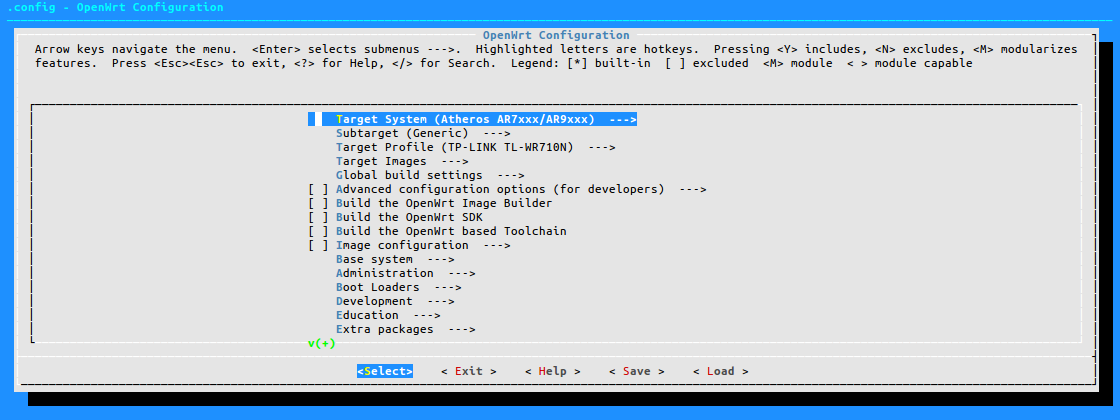 .config - OpenWrt Configuration
OpenWrt Configuration
Arrow keys navigate the menu.  <Enter> selects submenus --->.  Highlighted letters are hotkeys.  Pressing <Y> includes, <N> excludes, <M> modularizes
features.  Press <Esc><Esc> to exit, <?> for Help, </> for Search.  Legend: [*] built-in  [ ] excluded  <M> module  < > module capable
Target System (Atheros AR7xxx/AR9xxx)  --->
Subtarget (Generic)  --->
Target Profile (TP-LINK TL-WR710N)  --->
Target Images  --->
Global build settings  --->
[ ] Advanced configuration options (for developers)  --->
[ ] Build the OpenWrt Image Builder
[ ] Build the OpenWrt SDK
[ ] Build the OpenWrt based Toolchain
[ ] Image configuration  --->
Base system  --->
Administration  --->
Boot Loaders  --->
Development  --->
Education  --->
Extra packages  --->
v(+)
<Select>    < Exit >    < Help >    < Save >    < Load >